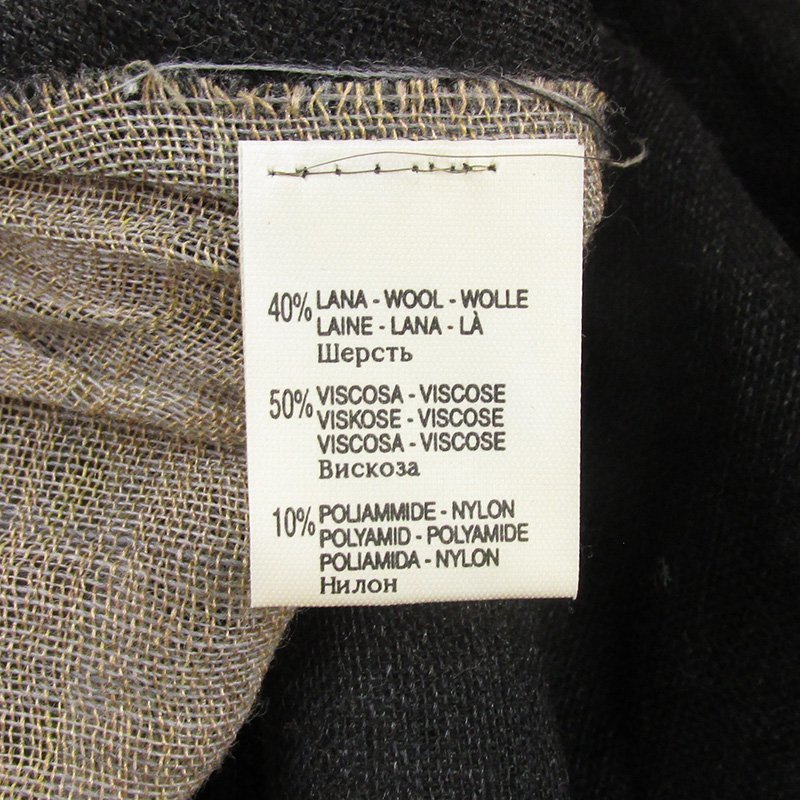 40% LANA - WOOL - WOLLE
LAINE - LANA - LÀ
Шерсть
50% VISCOSA - VISCOSE
VISKOSE - VISCOSE
VISCOSA - VISCOSE
Вискоза
10% POLIAMMIDE - NYLON
POLYAMID - POLYAMIDE
POLIAMIDA - NYLON
Нилон